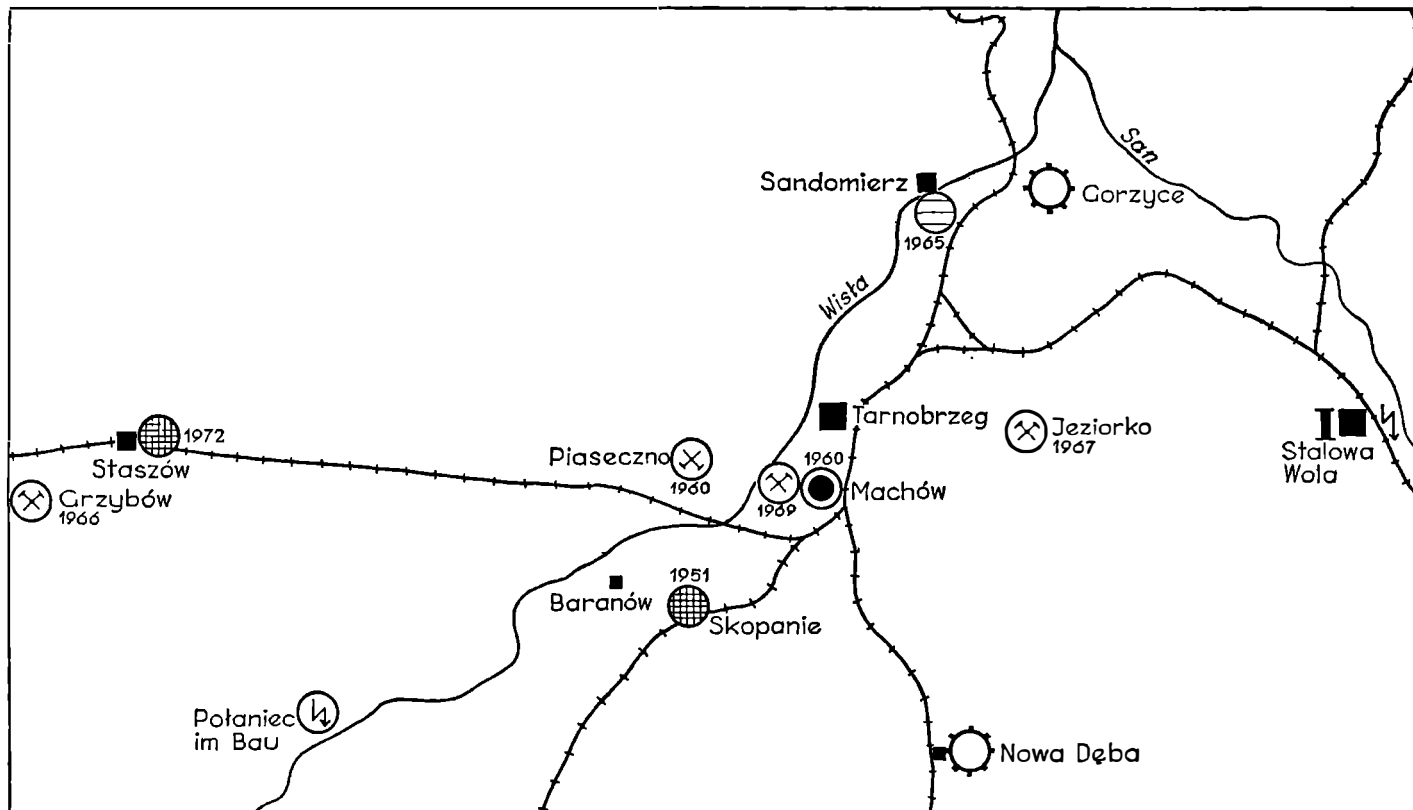 San
Sandomierz
1965
Gorzyce
Wisła
Tarnobrzeg
Jeziorko
1967
Stalowa
Wola
1972
Staszów
Grzybów
1966
Piaseczno
1960
1969
1960
Machów
Baranów
1951
Skopanie
Połaniec
im Bau
Nowa Dęba